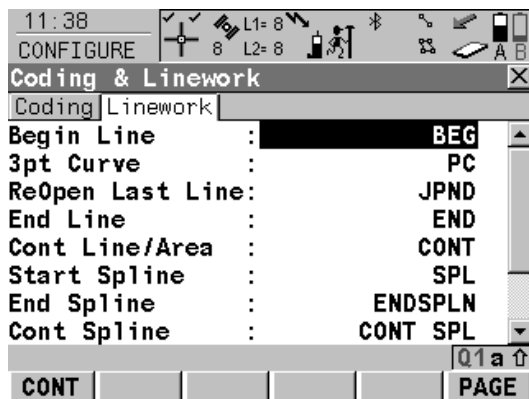 11:38
CONFIGURE
8 L1= 8
L2= 8
A B
Coding & Linework
Coding Linework
Begin Line : BEG
3pt Curve : PC
ReOpen Last Line: JPND
End Line : END
Cont Line/Area : CONT
Start Spline : SPL
End Spline : ENDSPLN
Cont Spline : CONT SPL
Q1 a
CONT PAGE